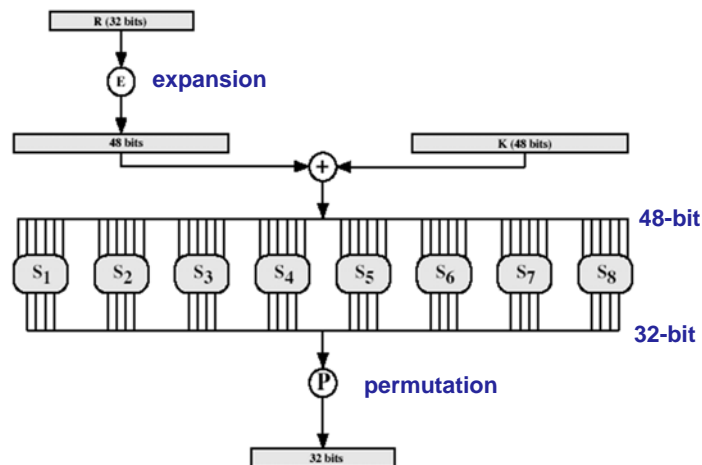 R (32 bits)
E
expansion
48 bits
K (48 bits)
+
48-bit
S1 S2 S3 S4 S5 S6 S7 S8
32-bit
P
permutation
32 bits